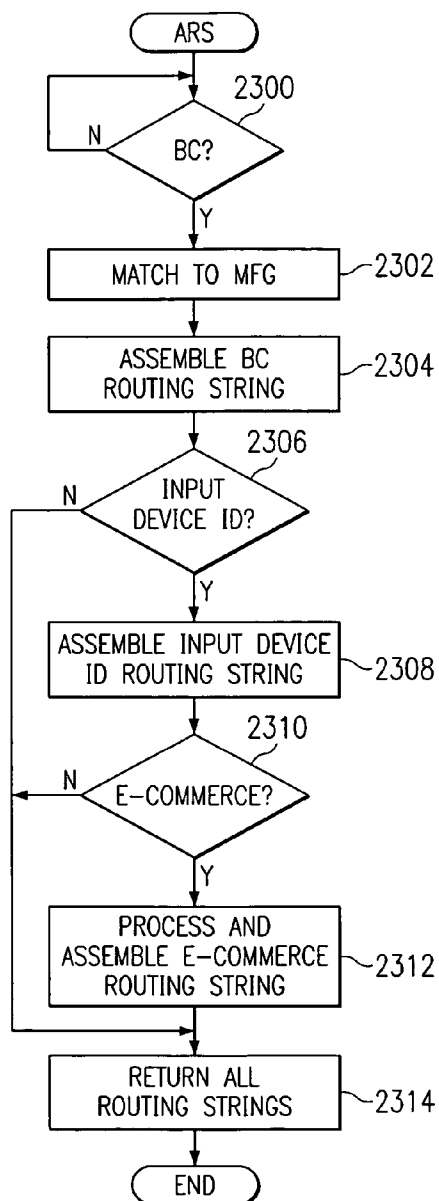 ARS
2300
N
BC?
Y
MATCH TO MFG
2302
ASSEMBLE BC
ROUTING STRING
2304
2306
N
INPUT
DEVICE ID?
Y
ASSEMBLE INPUT DEVICE
ID ROUTING STRING
2308
2310
N
E-COMMERCE?
Y
PROCESS AND
ASSEMBLE E-COMMERCE
ROUTING STRING
2312
RETURN ALL
ROUTING STRINGS
2314
END